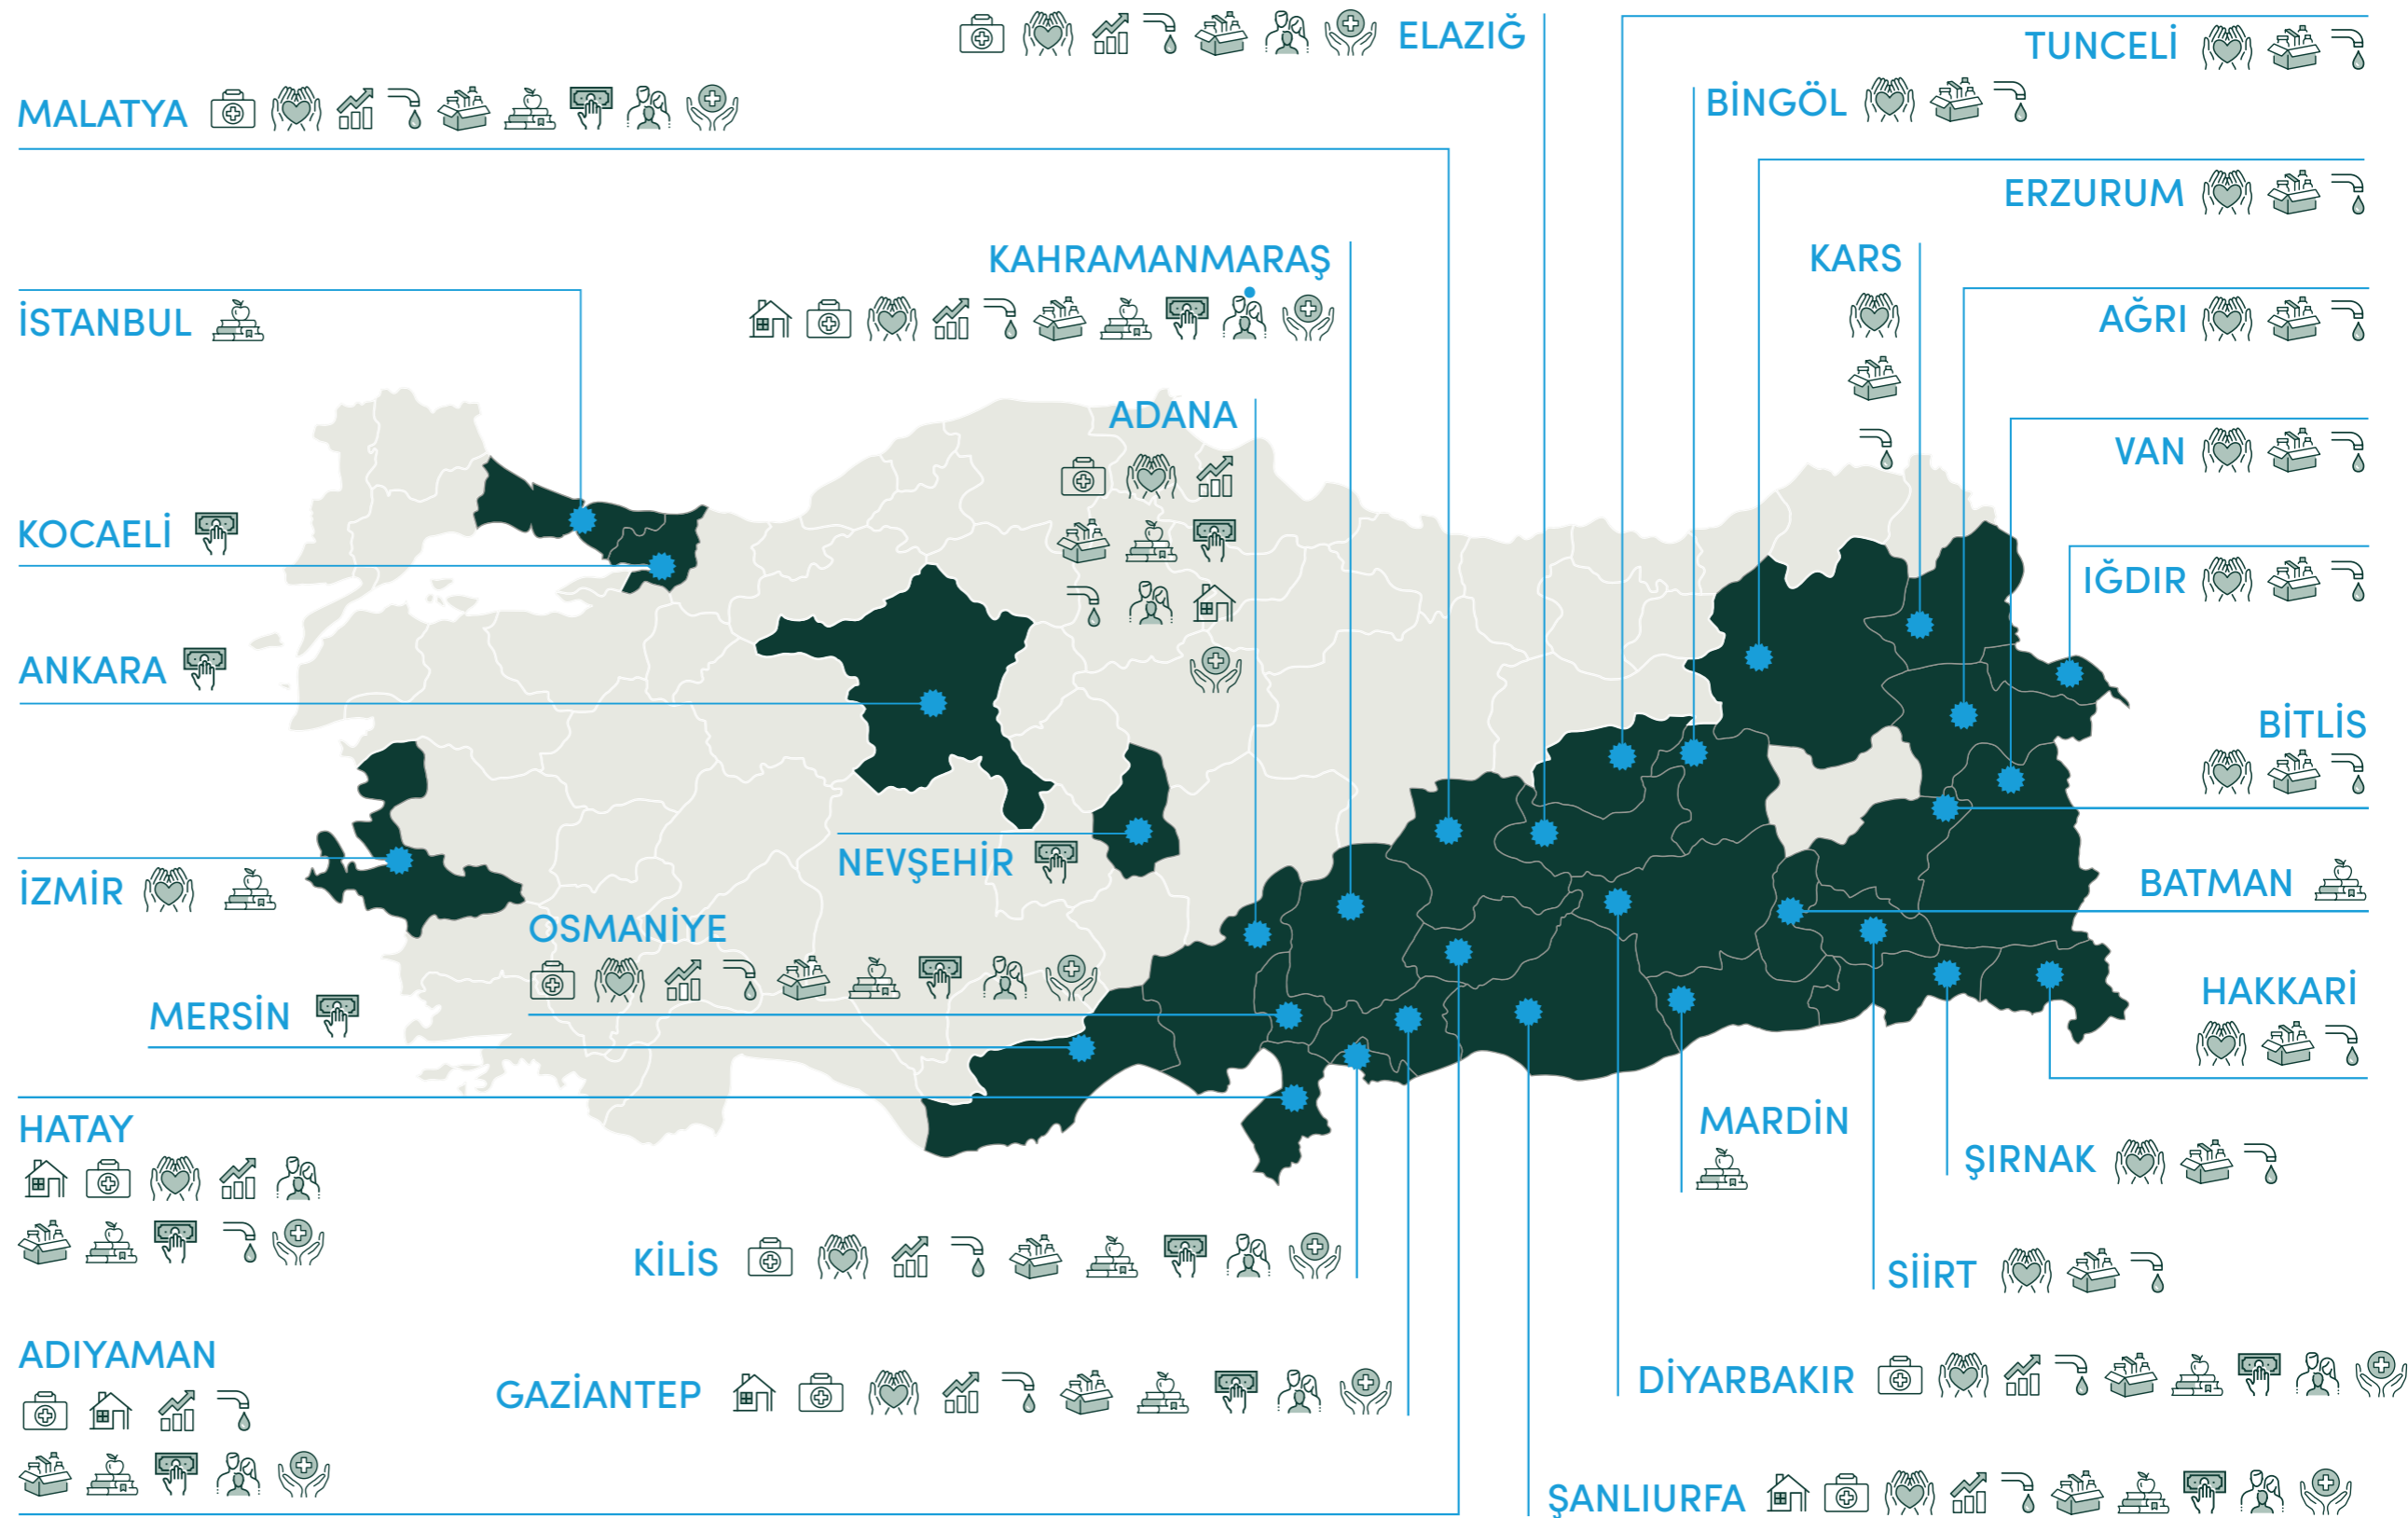 ELAZIĞ
TUNCELİ
MALATYA
BİNGÖL
ERZURUM
KAHRAMANMARAŞ
KARS
İSTANBUL
AĞRI
ADANA
VAN
KOCAELİ
IĞDIR
ANKARA
BİTLİS
NEVŞEHİR
İZMİR
BATMAN
OSMANİYE
HAKKARİ
MERSİN
HATAY
MARDİN
ŞIRNAK
KİLİS
SİİRT
ADIYAMAN
GAZİANTEP
DİYARBAKIR
ŞANLIURFA